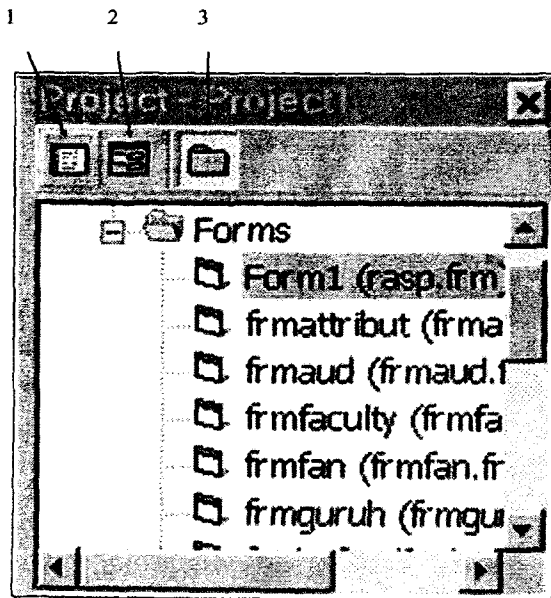 1 2 3
Project - Project1
Forms
Form1 (rasp.frm)
frmattribut (frma
frmaud (frmaud.f
frmfaculty (frmfa
frmfan (frmfan.fr
frmguruh (frmgu